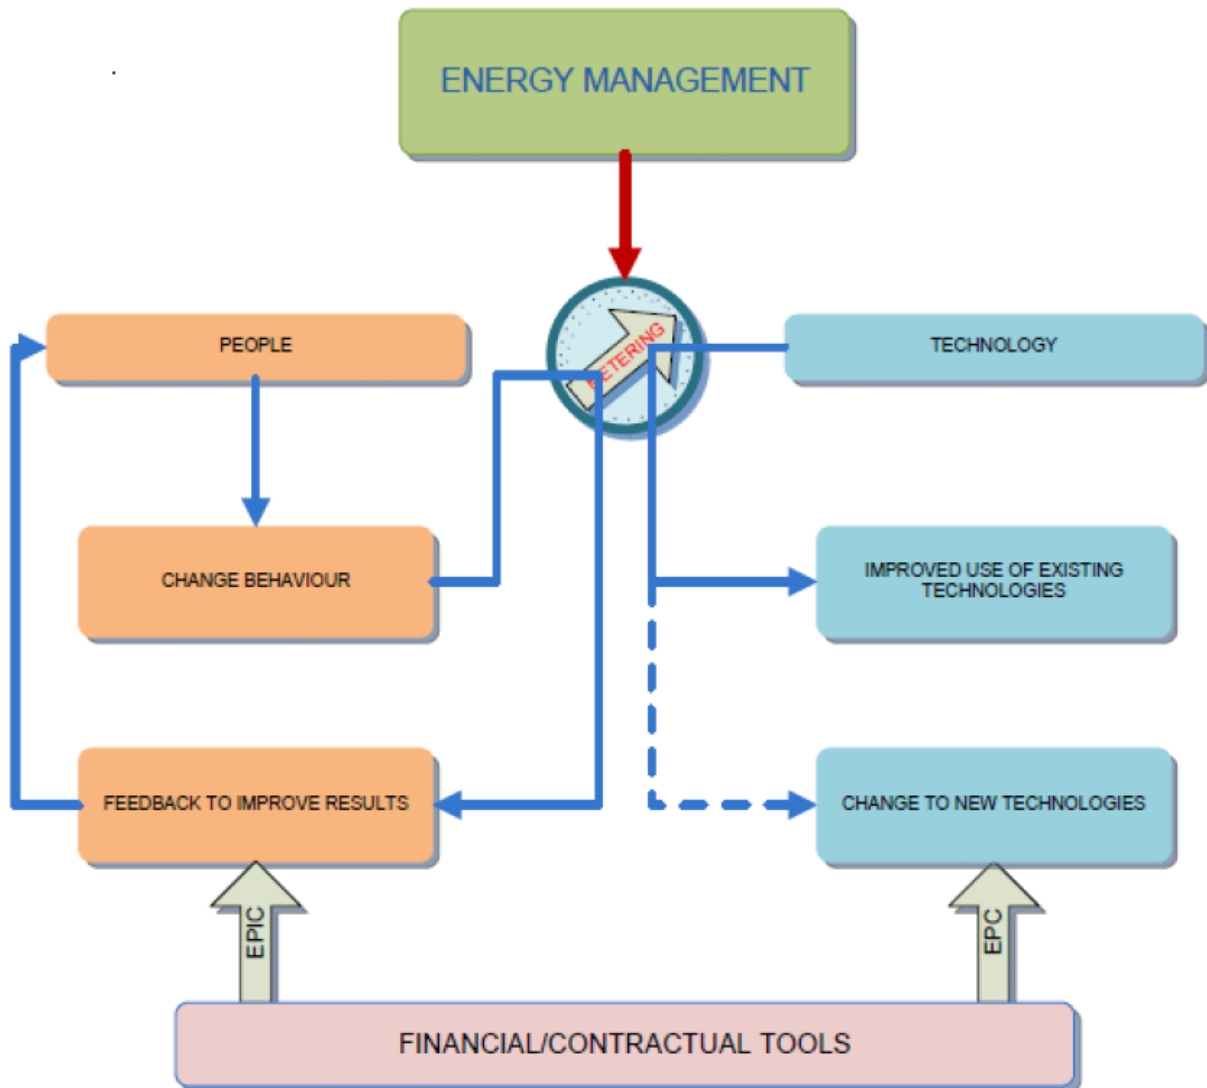 ENERGY MANAGEMENT
PEOPLE
METERING
TECHNOLOGY
CHANGE BEHAVIOUR
IMPROVED USE OF EXISTING
TECHNOLOGIES
FEEDBACK TO IMPROVE RESULTS
CHANGE TO NEW TECHNOLOGIES
EPIC
EPC
FINANCIAL/CONTRACTUAL TOOLS